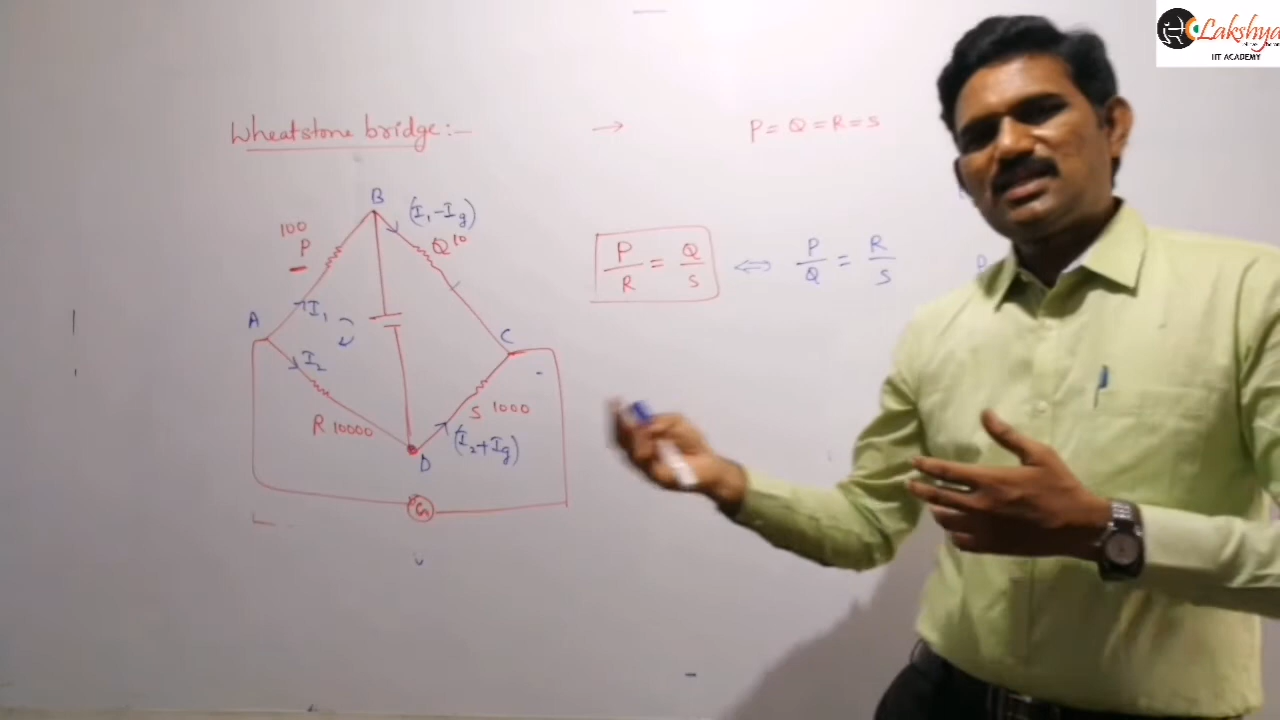 Lakshya
IIT ACADEMY
Wheatstone bridge:-
→ P = Q = R = S
B
(I₁-Ig)
100
P
Q 10
P/R = Q/S ⇔ P/Q = R/S
A
I₁
I₂
C
R 10000
S 1000
D
(I₂+Ig)
G